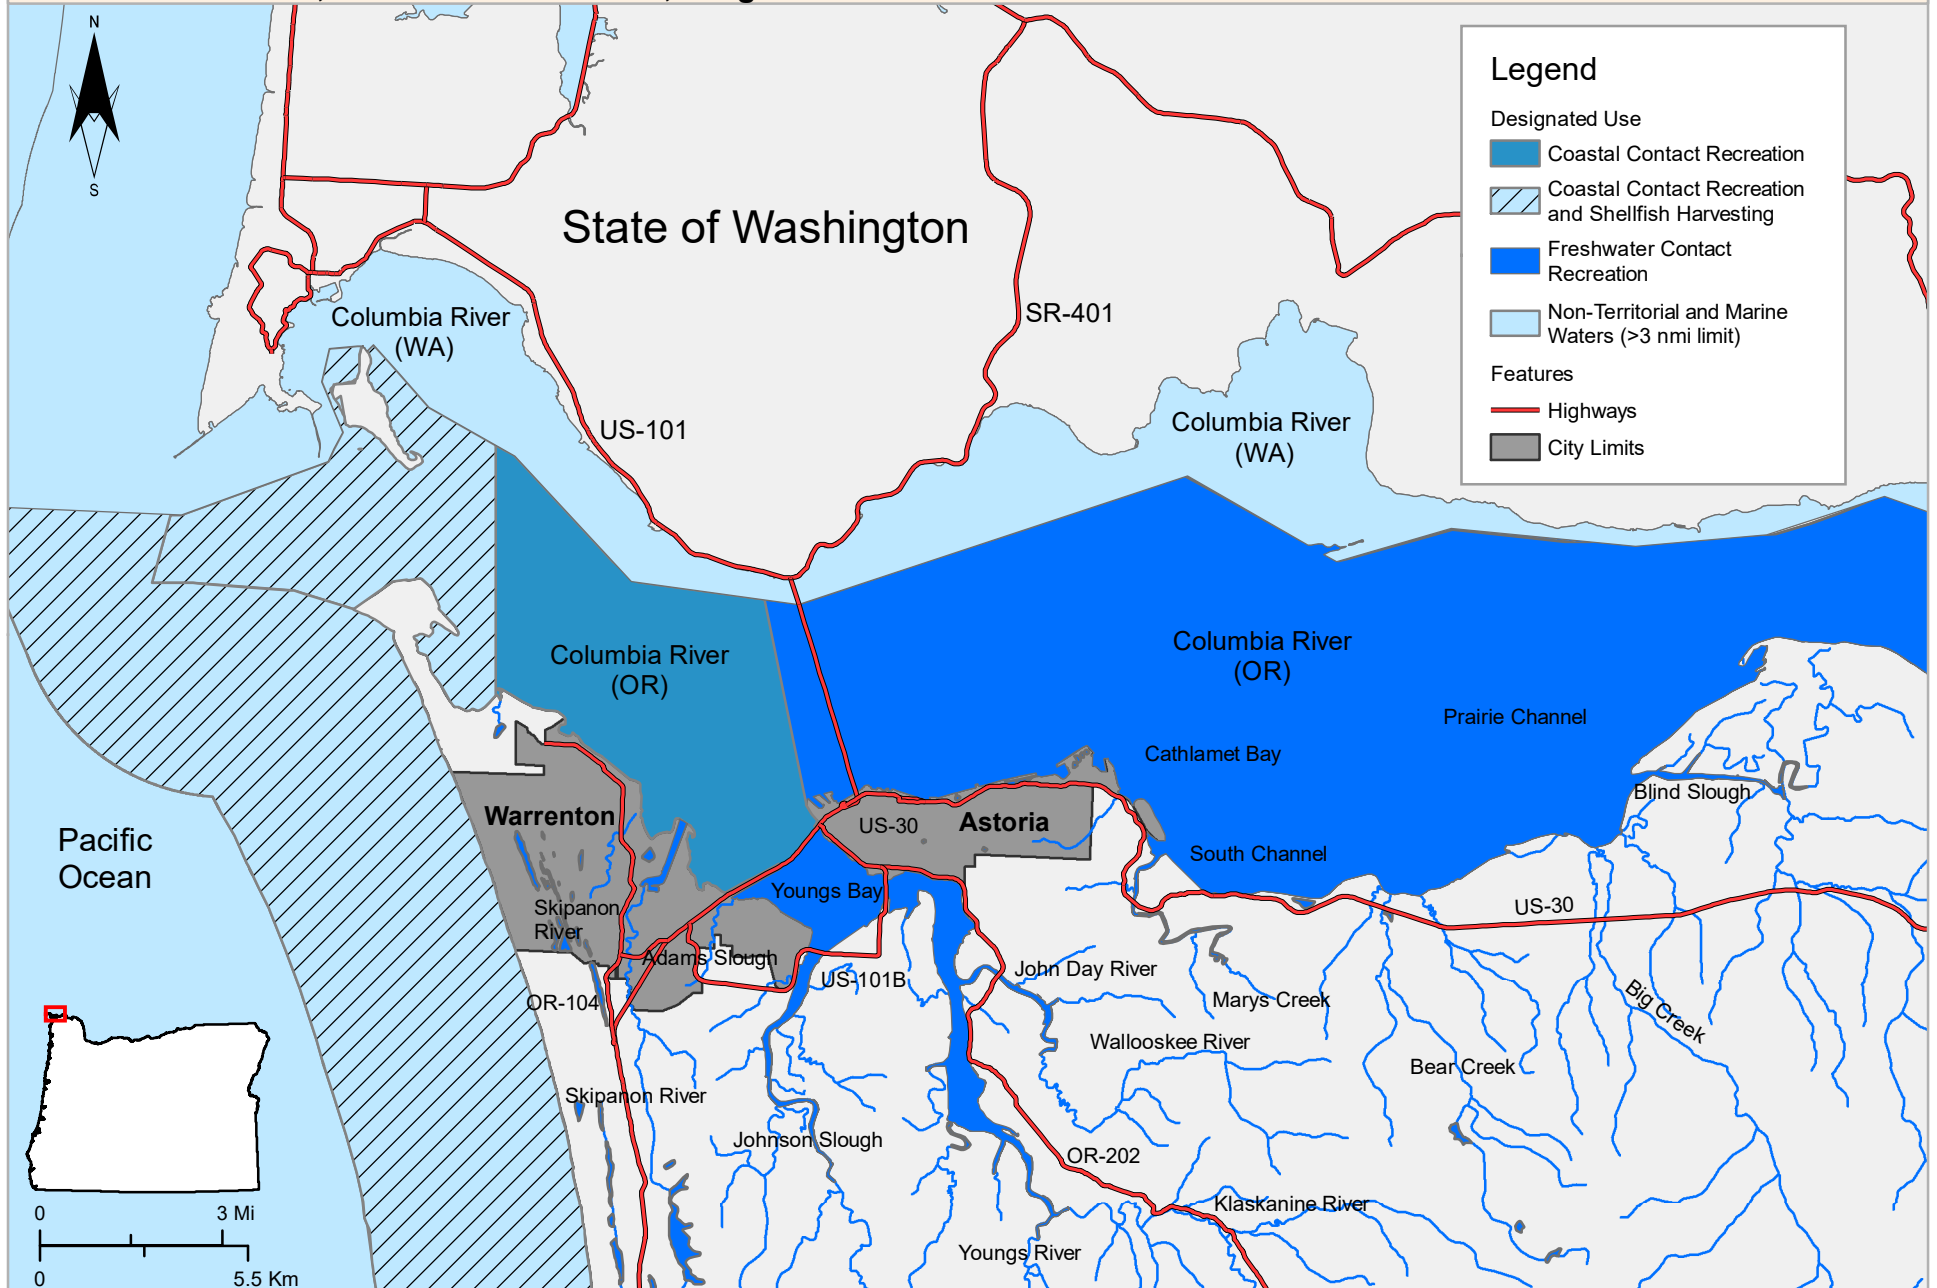 N
S
Legend
Designated Use
Coastal Contact Recreation
Coastal Contact Recreation
and Shellfish Harvesting
Freshwater Contact
Recreation
Non-Territorial and Marine
Waters (>3 nmi limit)
Features
Highways
City Limits
State of Washington
Columbia River
(WA)
SR-401
US-101
Columbia River
(WA)
Columbia River
(OR)
Columbia River
(OR)
Prairie Channel
Cathlamet Bay
Blind Slough
Warrenton
US-30
Astoria
Pacific
Ocean
South Channel
Youngs Bay
Skipanon
River
US-30
Adams Slough
US-101B
John Day River
OR-104
Marys Creek
Big Creek
Wallooskee River
Bear Creek
Skipanon River
Johnson Slough
OR-202
Klaskanine River
Youngs River
0
3 Mi
0
5.5 Km